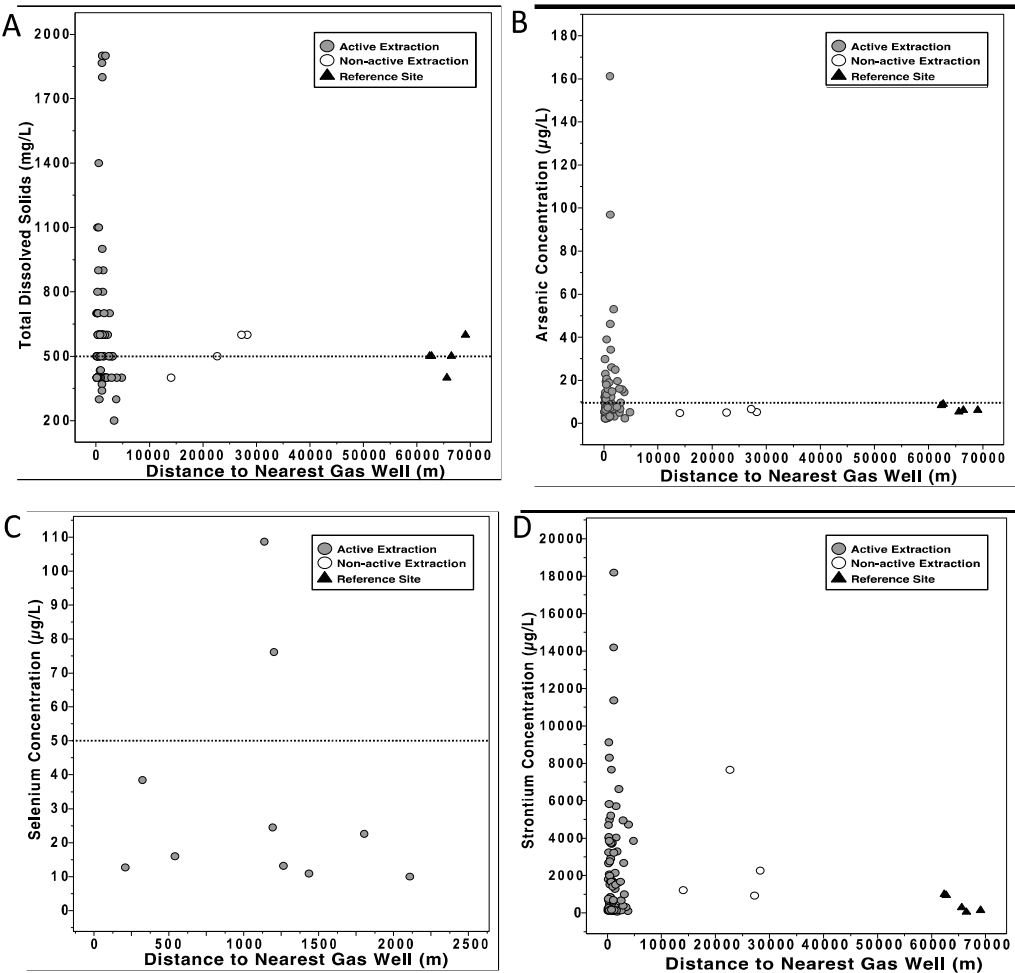 A
Total Dissolved Solids (mg/L)
2000
1700
1400
1100
800
500
200
Active Extraction
Non-active Extraction
Reference Site
0 10000 20000 30000 40000 50000 60000 70000
Distance to Nearest Gas Well (m)
B
Arsenic Concentration (µg/L)
180
160
140
120
100
80
60
40
20
0
Active Extraction
Non-active Extraction
Reference Site
0 10000 20000 30000 40000 50000 60000 70000
Distance to Nearest Gas Well (m)
C
Selenium Concentration (µg/L)
110
100
90
80
70
60
50
40
30
20
10
0
Active Extraction
Non-active Extraction
Reference Site
0 250 500 750 1000 1250 1500 1750 2000 2500
Distance to Nearest Gas Well (m)
D
Strontium Concentration (µg/L)
20000
18000
16000
14000
12000
10000
8000
6000
4000
2000
0
Active Extraction
Non-active Extraction
Reference Site
0 10000 20000 30000 40000 50000 60000 70000
Distance to Nearest Gas Well (m)